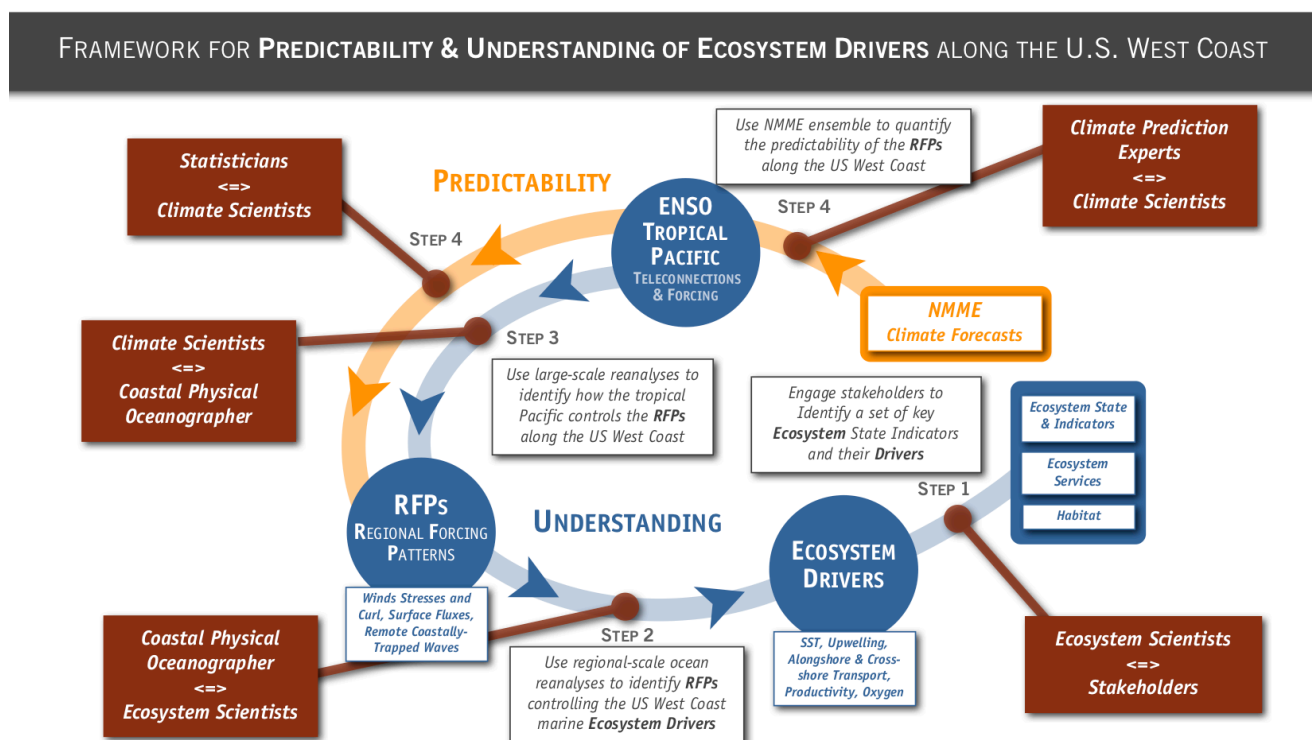 FRAMEWORK FOR PREDICTABILITY & UNDERSTANDING OF ECOSYSTEM DRIVERS ALONG THE U.S. WEST COAST
Statisticians
<=>
Climate Scientists
PREDICTABILITY
STEP 4
ENSO
TROPICAL
PACIFIC
TELECONNECTIONS
& FORCING
Use NMME ensemble to quantify
the predictability of the RFPs
along the US West Coast
STEP 4
Climate Prediction
Experts
<=>
Climate Scientists
NMME
Climate Forecasts
Climate Scientists
<=>
Coastal Physical
Oceanographer
STEP 3
Use large-scale reanalyses to
identify how the tropical
Pacific controls the RFPs
along the US West Coast
Engage stakeholders to
Identify a set of key
Ecosystem State Indicators
and their Drivers
STEP 1
Ecosystem State
& Indicators
Ecosystem
Services
Habitat
RFPS
REGIONAL FORCING
PATTERNS
Winds Stresses and
Curl, Surface Fluxes,
Remote Coastally-
Trapped Waves
UNDERSTANDING
ECOSYSTEM
DRIVERS
SST, Upwelling,
Alongshore & Cross-
shore Transport,
Productivity, Oxygen
Coastal Physical
Oceanographer
<=>
Ecosystem Scientists
STEP 2
Use regional-scale ocean
reanalyses to identify RFPs
controlling the US West Coast
marine Ecosystem Drivers
Ecosystem Scientists
<=>
Stakeholders